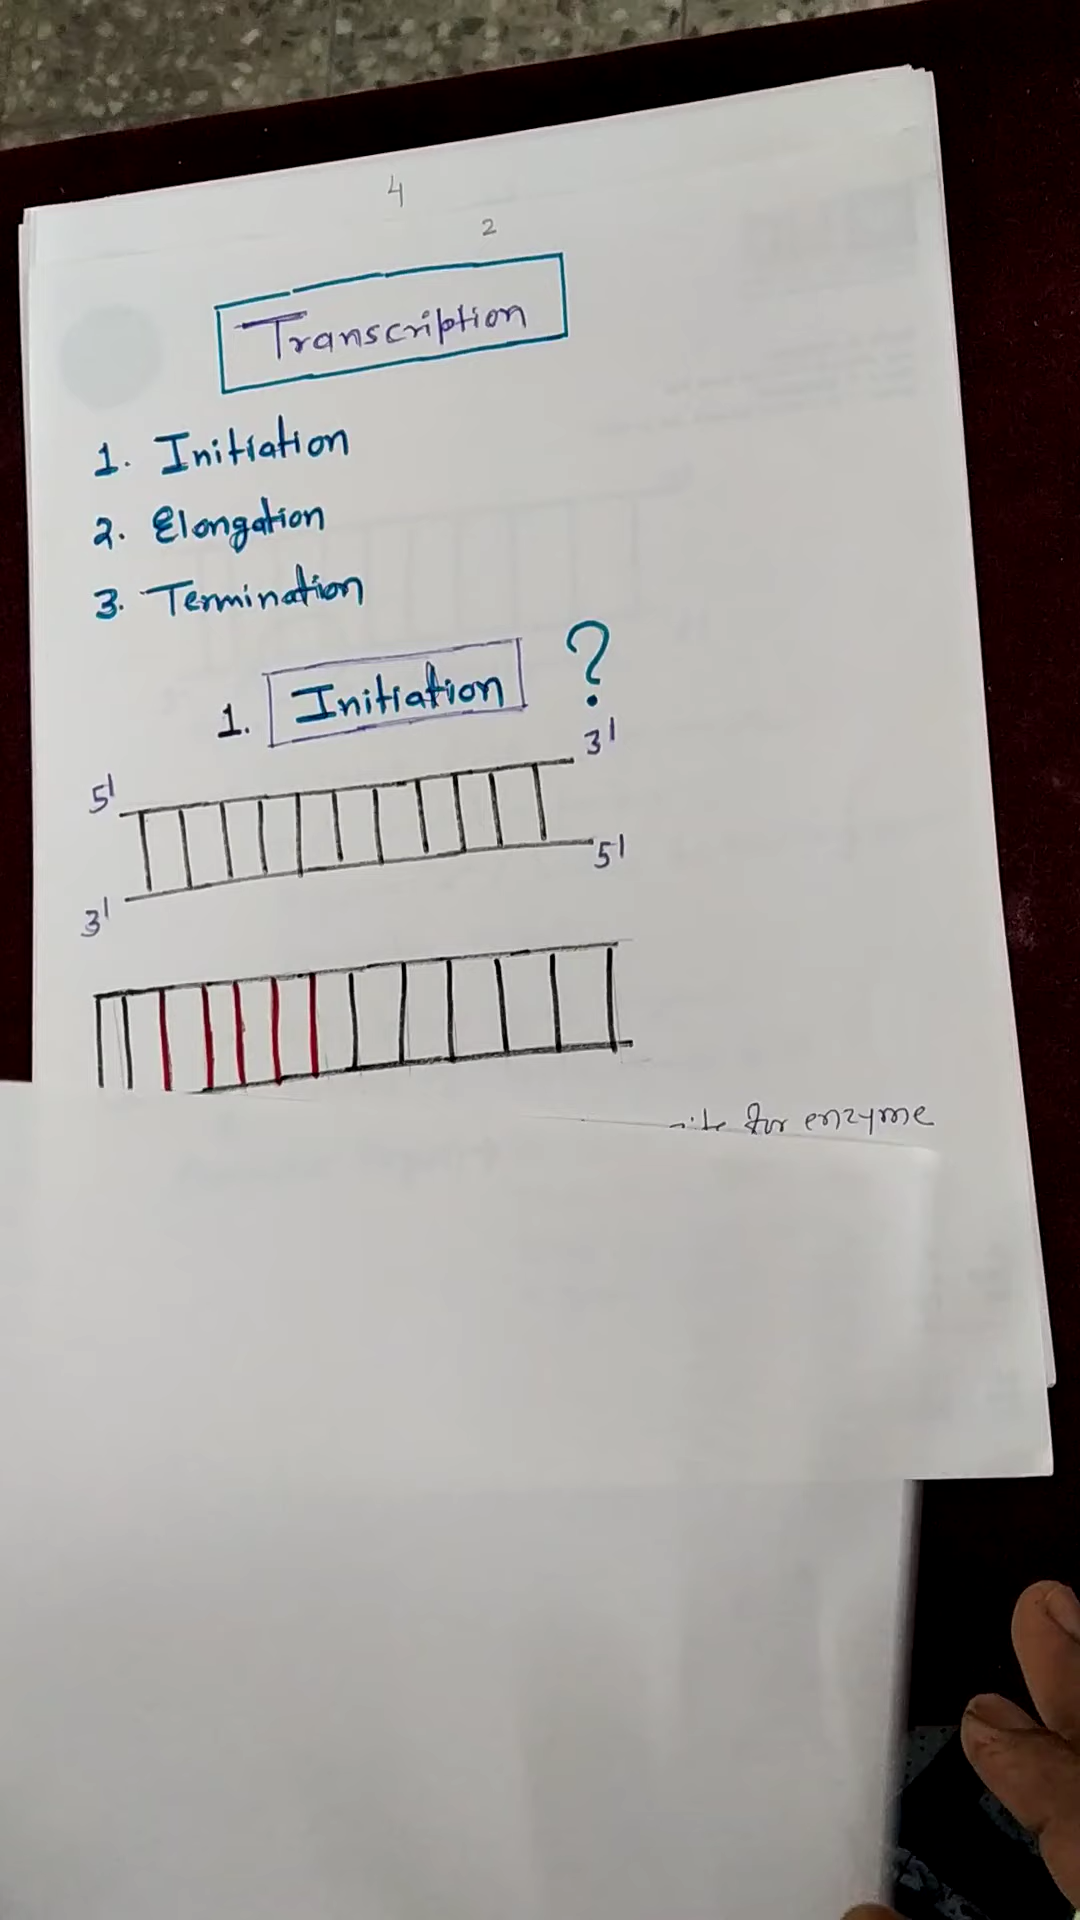 4
2
Transcription
1. Initiation
2. Elongation
3. Termination
1. Initiation ?
5' 3'
3' 5'
for enzyme